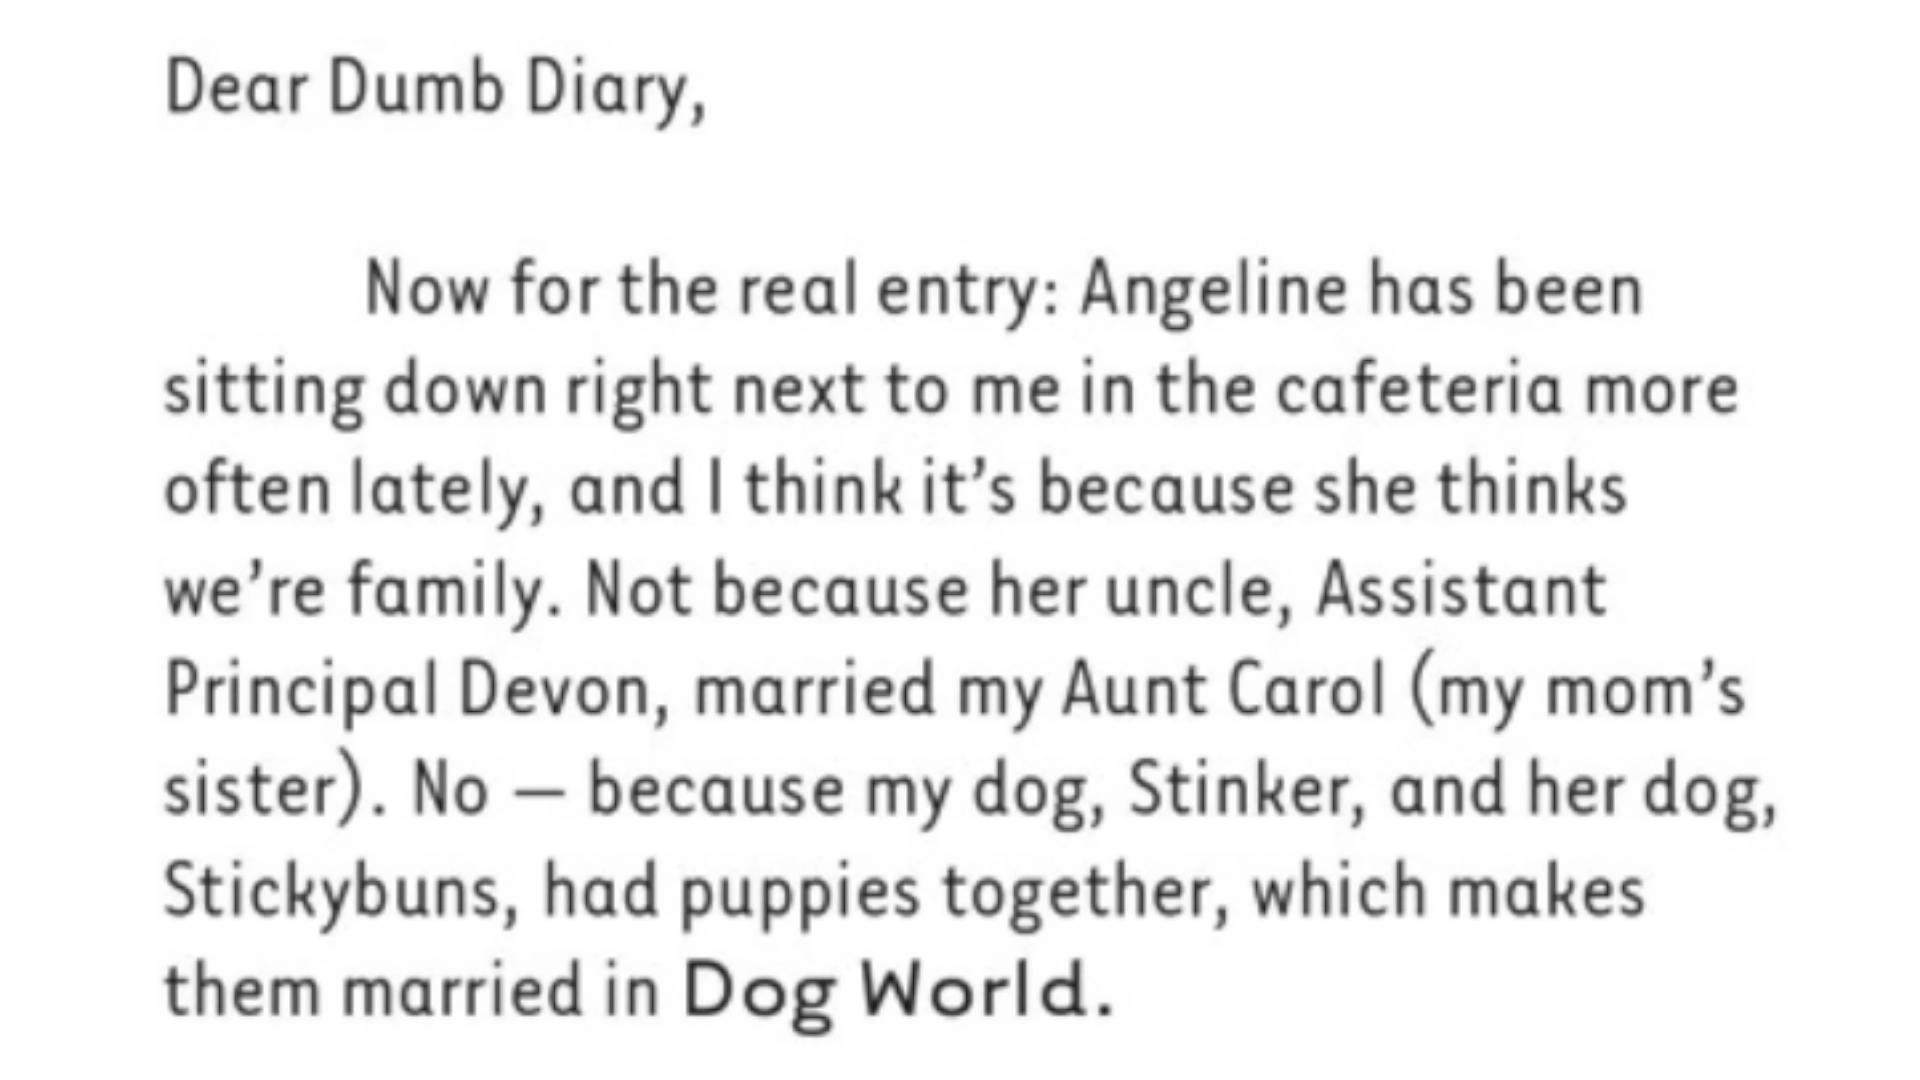 Dear Dumb Diary,
Now for the real entry: Angeline has been
sitting down right next to me in the cafeteria more
often lately, and I think it’s because she thinks
we’re family. Not because her uncle, Assistant
Principal Devon, married my Aunt Carol (my mom’s
sister). No — because my dog, Stinker, and her dog,
Stickybuns, had puppies together, which makes
them married in Dog World.